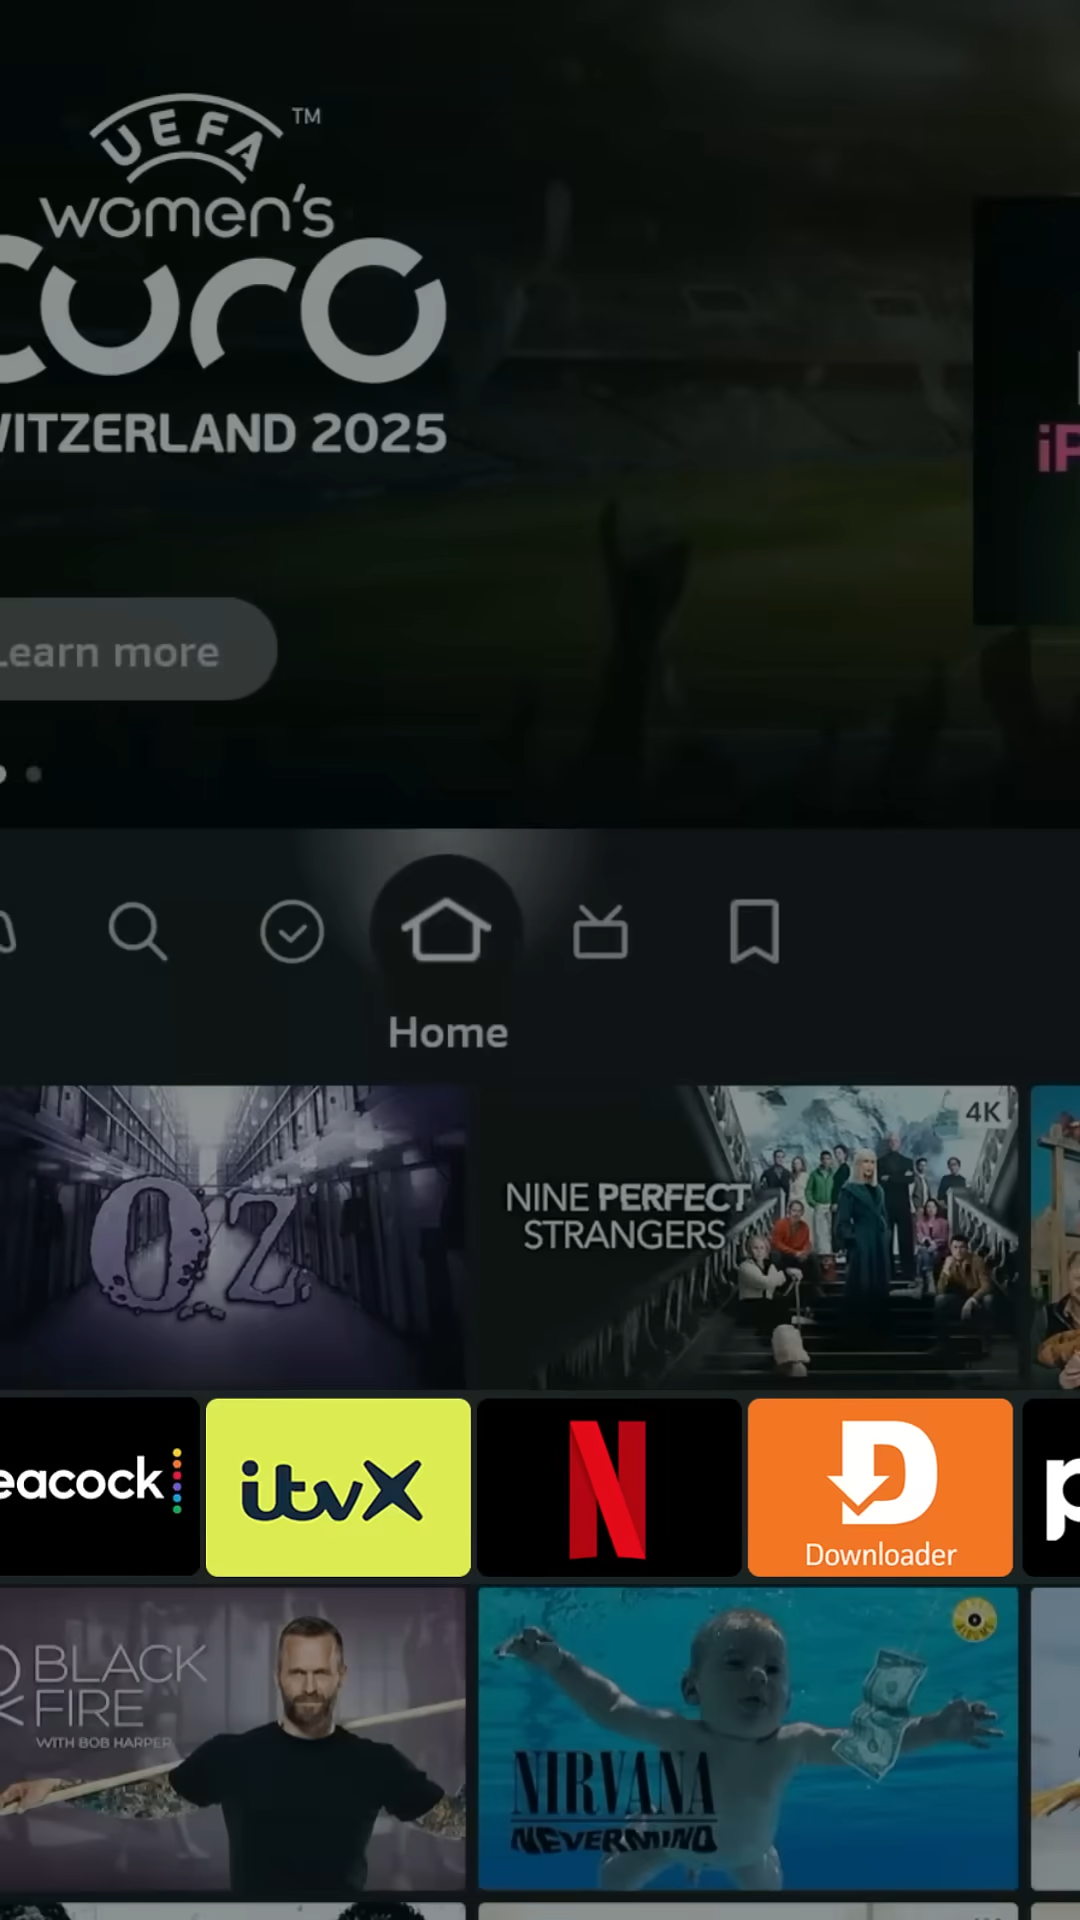 UEFA
TM
women's
euro
WITZERLAND 2025
iP
Learn more
Home
OZ
4K
NINE PERFECT
STRANGERS
eacock
itvX
N
D
Downloader
p
BLACK
FIRE
WITH BOB HARPER
NIRVANA
NEVERMIND